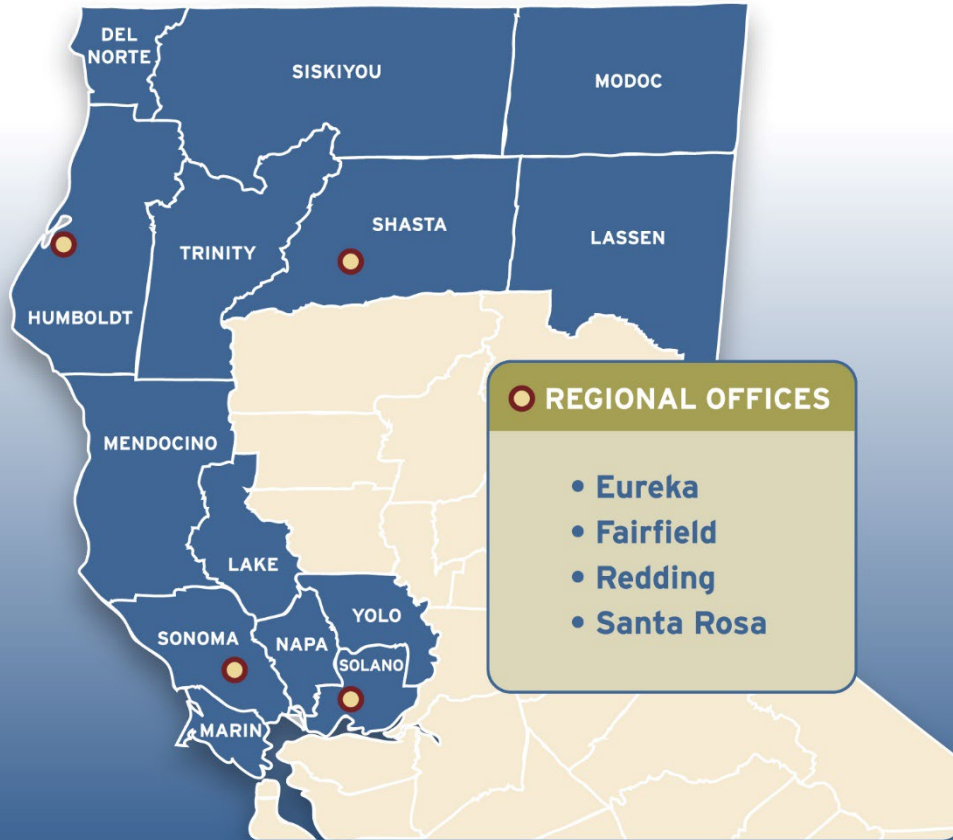 DEL
NORTE
SISKIYOU
MODOC
SHASTA
TRINITY
LASSEN
HUMBOLDT
MENDOCINO
LAKE
YOLO
SONOMA
NAPA
SOLANO
MARIN
REGIONAL OFFICES
• Eureka
• Fairfield
• Redding
• Santa Rosa